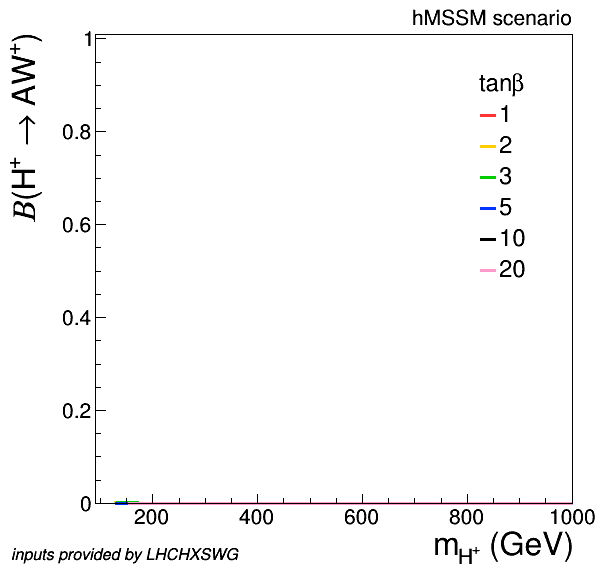 hMSSM scenario
B(H⁺ → AW⁺)
1
0.8
0.6
0.4
0.2
0
tanβ
1
2
3
5
10
20
200 400 600 800 1000
m_H⁺ (GeV)
inputs provided by LHCHXSWG